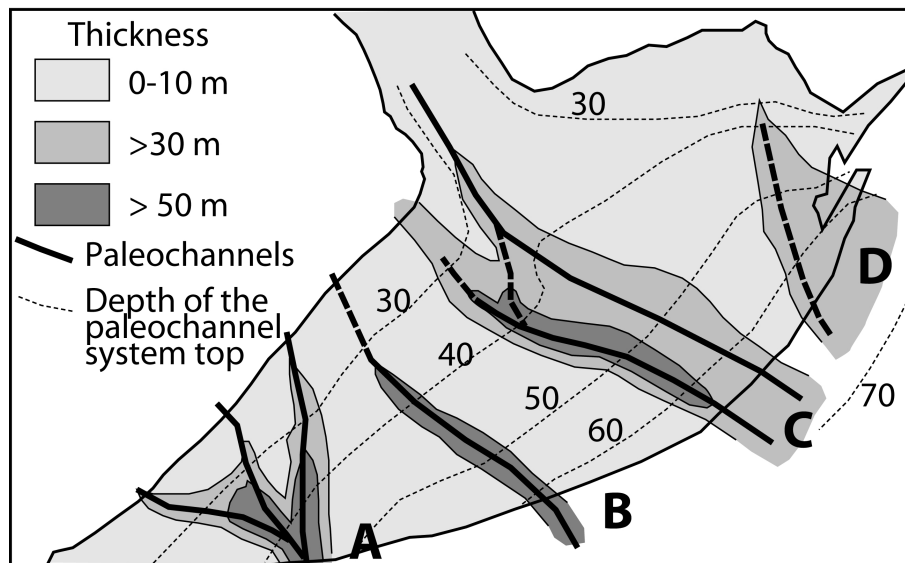 Thickness
0-10 m
>30 m
> 50 m
Paleochannels
Depth of the
paleochannel
system top
30
30
40
50
60
70
A
B
C
D